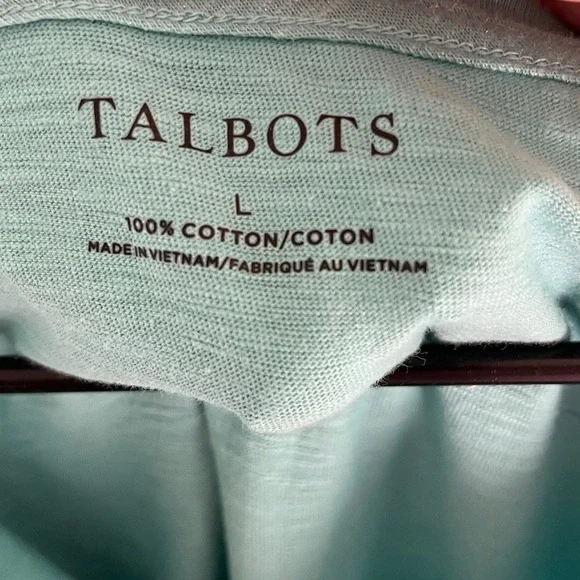 TALBOTS
L
100% COTTON/COTON
MADE IN VIETNAM/FABRIQUÉ AU VIETNAM